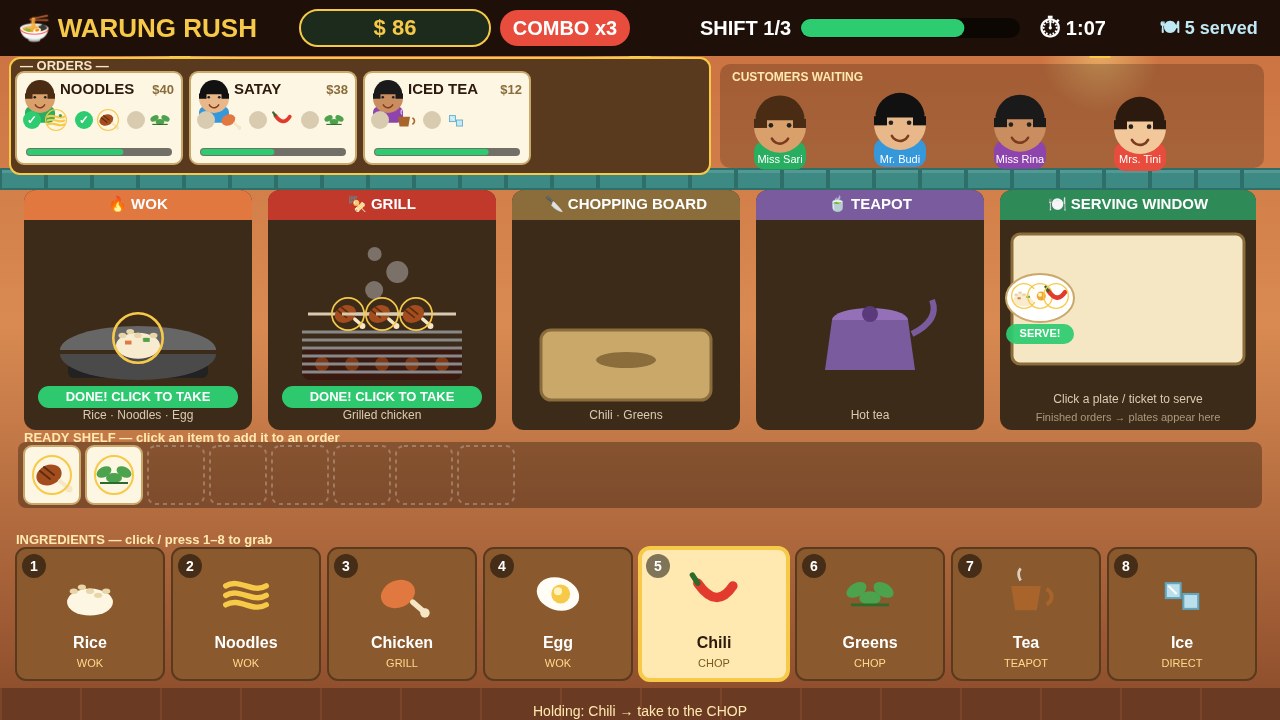 WARUNG RUSH
$ 86
COMBO x3
SHIFT 1/3
1:07
5 served
— ORDERS —
NOODLES $40
SATAY $38
ICED TEA $12
CUSTOMERS WAITING
Miss Sari
Mr. Budi
Miss Rina
Mrs. Tini
WOK
DONE! CLICK TO TAKE
Rice · Noodles · Egg
GRILL
DONE! CLICK TO TAKE
Grilled chicken
CHOPPING BOARD
Chili · Greens
TEAPOT
Hot tea
SERVING WINDOW
SERVE!
Click a plate / ticket to serve
Finished orders → plates appear here
READY SHELF — click an item to add it to an order
INGREDIENTS — click / press 1–8 to grab
1
Rice
WOK
2
Noodles
WOK
3
Chicken
GRILL
4
Egg
WOK
5
Chili
CHOP
6
Greens
CHOP
7
Tea
TEAPOT
8
Ice
DIRECT
Holding: Chili → take to the CHOP